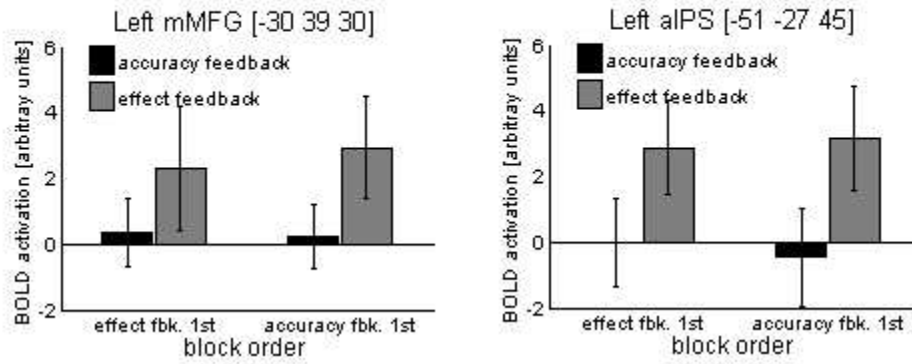 Left mMFG [-30 39 30]
BOLD activation [arbitray units]
6
4
2
0
-2
accuracy feedback
effect feedback
effect fbk. 1st
accuracy fbk. 1st
block order
Left aIPS [-51 -27 45]
BOLD activation [arbitray units]
6
4
2
0
-2
accuracy feedback
effect feedback
effect fbk. 1st
accuracy fbk. 1st
block order